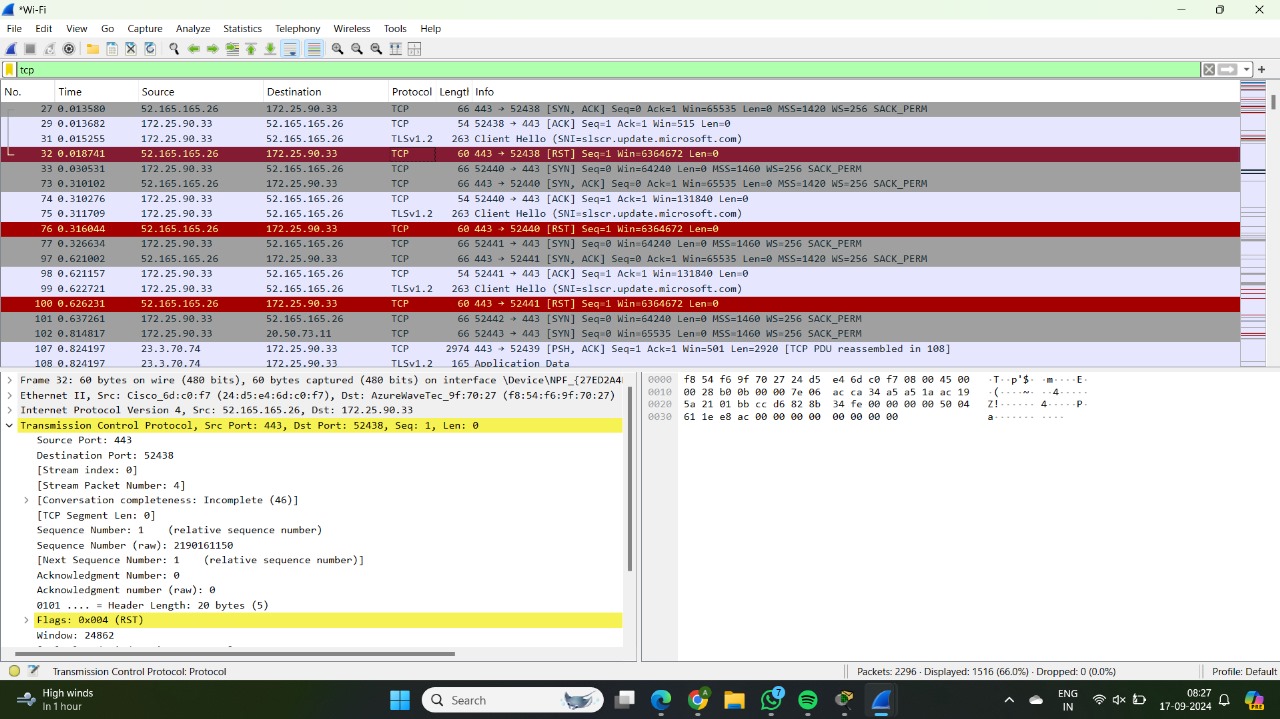 *Wi-Fi
File Edit View Go Capture Analyze Statistics Telephony Wireless Tools Help
tcp
No. Time Source Destination Protocol Length Info
27 0.013580 52.165.165.26 172.25.90.33 TCP 66 443 → 52438 [SYN, ACK] Seq=0 Ack=1 Win=65535 Len=0 MSS=1420 WS=256 SACK_PERM
29 0.013682 172.25.90.33 52.165.165.26 TCP 54 52438 → 443 [ACK] Seq=1 Ack=1 Win=515 Len=0
31 0.015255 172.25.90.33 52.165.165.26 TLSv1.2 263 Client Hello (SNI=slscr.update.microsoft.com)
32 0.018741 52.165.165.26 172.25.90.33 TCP 60 443 → 52438 [RST] Seq=1 Win=6364672 Len=0
33 0.030531 172.25.90.33 52.165.165.26 TCP 66 52440 → 443 [SYN] Seq=0 Win=64240 Len=0 MSS=1460 WS=256 SACK_PERM
73 0.310102 52.165.165.26 172.25.90.33 TCP 66 443 → 52440 [SYN, ACK] Seq=0 Ack=1 Win=65535 Len=0 MSS=1420 WS=256 SACK_PERM
74 0.310276 172.25.90.33 52.165.165.26 TCP 54 52440 → 443 [ACK] Seq=1 Ack=1 Win=131840 Len=0
75 0.311709 172.25.90.33 52.165.165.26 TLSv1.2 263 Client Hello (SNI=slscr.update.microsoft.com)
76 0.316044 52.165.165.26 172.25.90.33 TCP 60 443 → 52440 [RST] Seq=1 Win=6364672 Len=0
77 0.326634 172.25.90.33 52.165.165.26 TCP 66 52441 → 443 [SYN] Seq=0 Win=64240 Len=0 MSS=1460 WS=256 SACK_PERM
97 0.621002 52.165.165.26 172.25.90.33 TCP 66 443 → 52441 [SYN, ACK] Seq=0 Ack=1 Win=65535 Len=0 MSS=1420 WS=256 SACK_PERM
98 0.621157 172.25.90.33 52.165.165.26 TCP 54 52441 → 443 [ACK] Seq=1 Ack=1 Win=131840 Len=0
99 0.622721 172.25.90.33 52.165.165.26 TLSv1.2 263 Client Hello (SNI=slscr.update.microsoft.com)
100 0.626231 52.165.165.26 172.25.90.33 TCP 60 443 → 52441 [RST] Seq=1 Win=6364672 Len=0
101 0.637261 172.25.90.33 52.165.165.26 TCP 66 52442 → 443 [SYN] Seq=0 Win=64240 Len=0 MSS=1460 WS=256 SACK_PERM
102 0.814817 172.25.90.33 20.50.73.11 TCP 66 52443 → 443 [SYN] Seq=0 Win=65535 Len=0 MSS=1460 WS=256 SACK_PERM
107 0.824197 23.3.70.74 172.25.90.33 TCP 2974 443 → 52439 [PSH, ACK] Seq=1 Ack=1 Win=501 Len=2920 [TCP PDU reassembled in 108]
108 0.824197 23.3.70.74 172.25.90.33 TLSv1.2 165 Application Data
Frame 32: 60 bytes on wire (480 bits), 60 bytes captured (480 bits) on interface \Device\NPF_{27ED2A4
Ethernet II, Src: Cisco_6d:c0:f7 (24:d5:e4:6d:c0:f7), Dst: AzureWaveTec_9f:70:27 (f8:54:f6:9f:70:27)
Internet Protocol Version 4, Src: 52.165.165.26, Dst: 172.25.90.33
Transmission Control Protocol, Src Port: 443, Dst Port: 52438, Seq: 1, Len: 0
Source Port: 443
Destination Port: 52438
[Stream index: 0]
[Stream Packet Number: 4]
[Conversation completeness: Incomplete (46)]
[TCP Segment Len: 0]
Sequence Number: 1 (relative sequence number)
Sequence Number (raw): 2190161150
[Next Sequence Number: 1 (relative sequence number)]
Acknowledgment Number: 0
Acknowledgment number (raw): 0
0101 .... = Header Length: 20 bytes (5)
Flags: 0x004 (RST)
Window: 24862
0000 f8 54 f6 9f 70 27 24 d5 e4 6d c0 f7 08 00 45 00 ·T··p'$· ·m····E·
0010 00 28 b0 0b 00 00 7e 06 ac ca 34 a5 a5 1a ac 19 ·(····~· ··4·····
0020 5a 21 01 bb cc d6 82 8b 34 fe 00 00 00 00 50 04 Z!······ 4·····P·
0030 61 1e e8 ac 00 00 00 00 00 00 00 00 a······· ····
Transmission Control Protocol: Protocol
Packets: 2296 · Displayed: 1516 (66.0%) · Dropped: 0 (0.0%)
Profile: Default
High winds
In 1 hour
Search
7
A
ENG
IN
08:27
17-09-2024